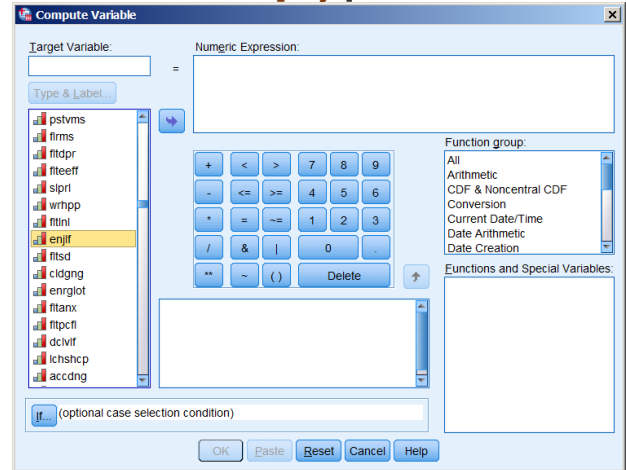 Compute Variable
Target Variable:
Numeric Expression:
=
Type & Label...
pstvms
flrms
fltdpr
flteeff
slprl
wrhpp
fltlnl
enjlf
fltsd
cldgng
enrglot
fltanx
fltpcfl
dclvlf
lchshcp
accdng
+ < > 7 8 9
- <= >= 4 5 6
* = ~= 1 2 3
/ & | 0 .
** ~ ( ) Delete
Function group:
All
Arithmetic
CDF & Noncentral CDF
Conversion
Current Date/Time
Date Arithmetic
Date Creation
Functions and Special Variables:
If... (optional case selection condition)
OK Paste Reset Cancel Help